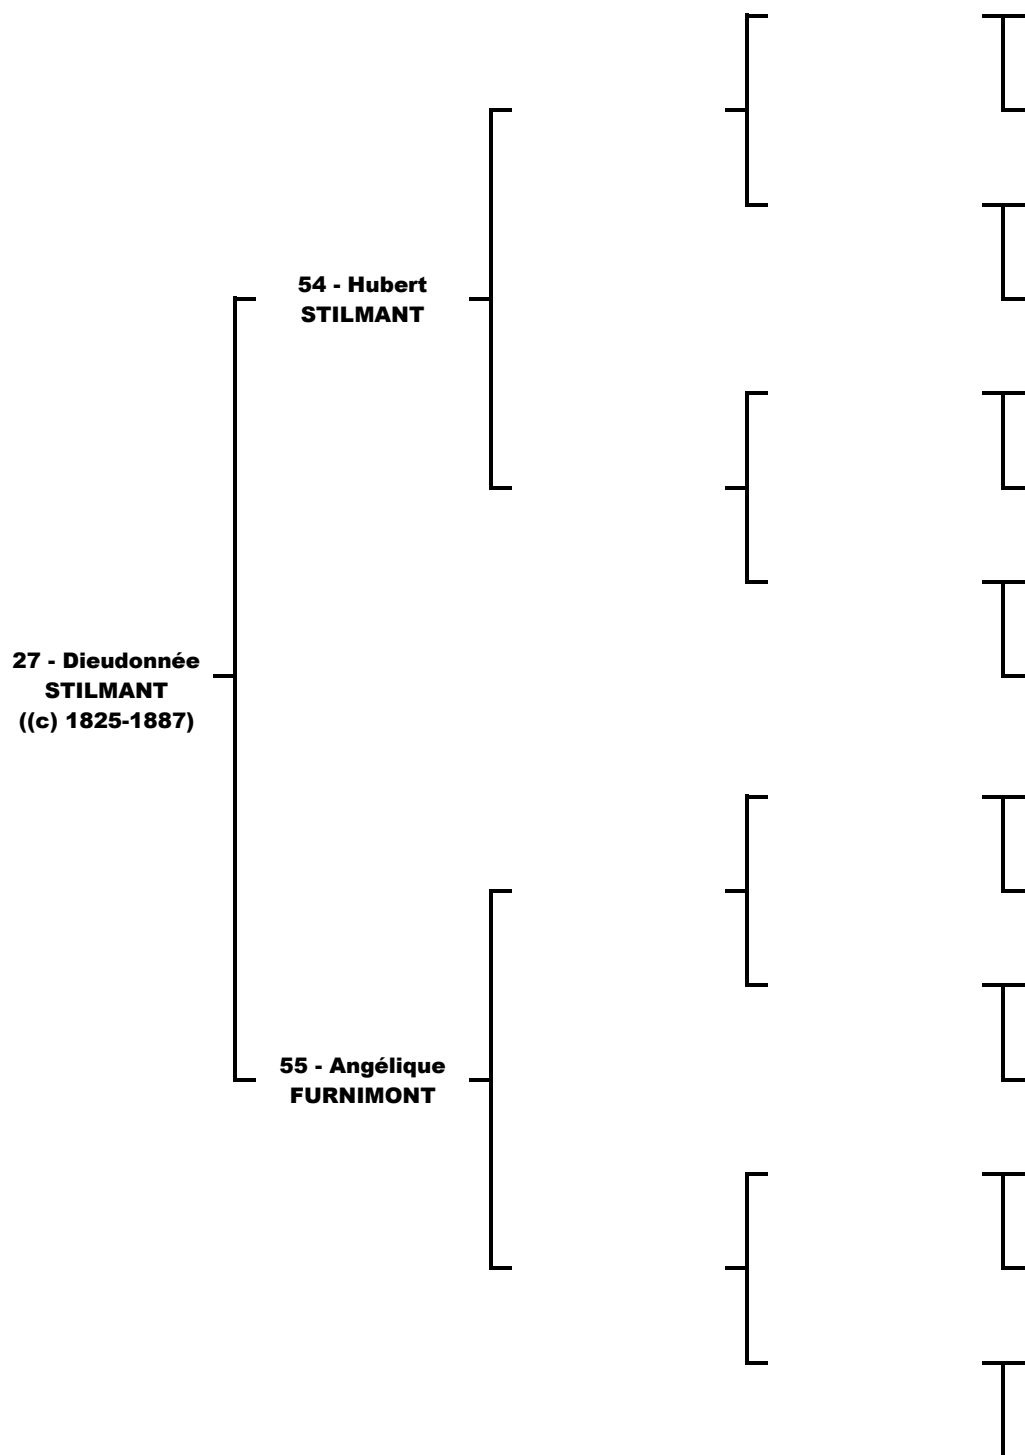 54 - Hubert
STILMANT
27 - Dieudonnée
STILMANT
((c) 1825-1887)
55 - Angélique
FURNIMONT